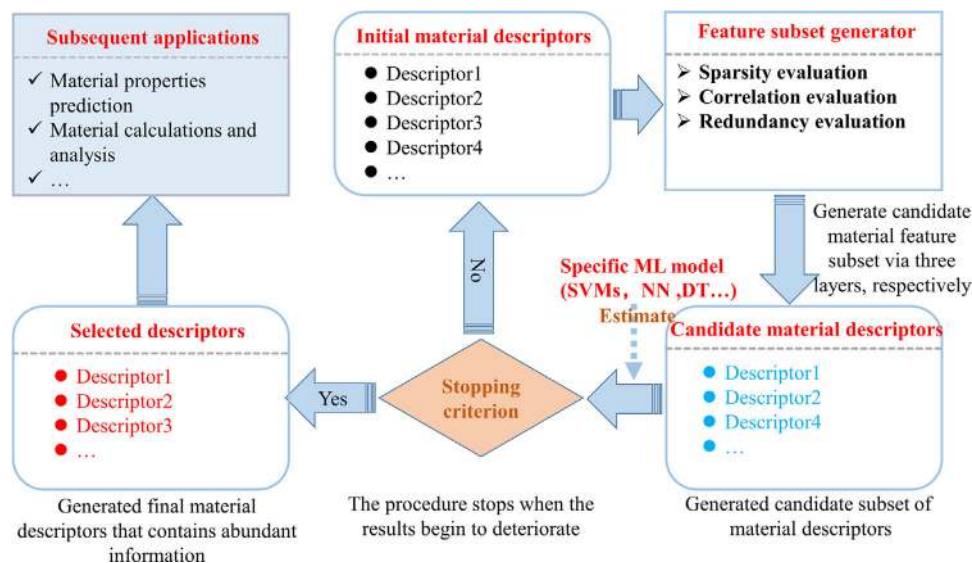 Subsequent applications
✓ Material properties
prediction
✓ Material calculations and
analysis
✓ …
Initial material descriptors
● Descriptor1
● Descriptor2
● Descriptor3
● Descriptor4
● …
Feature subset generator
➢ Sparsity evaluation
➢ Correlation evaluation
➢ Redundancy evaluation
Generate candidate
material feature
subset via three
layers, respectively
No
Specific ML model
(SVMs，NN ,DT…)
Estimate
Selected descriptors
● Descriptor1
● Descriptor2
● Descriptor3
● …
Yes
Stopping
criterion
Candidate material descriptors
● Descriptor1
● Descriptor2
● Descriptor4
● …
Generated final material
descriptors that contains abundant
information
The procedure stops when the
results begin to deteriorate
Generated candidate subset of
material descriptors